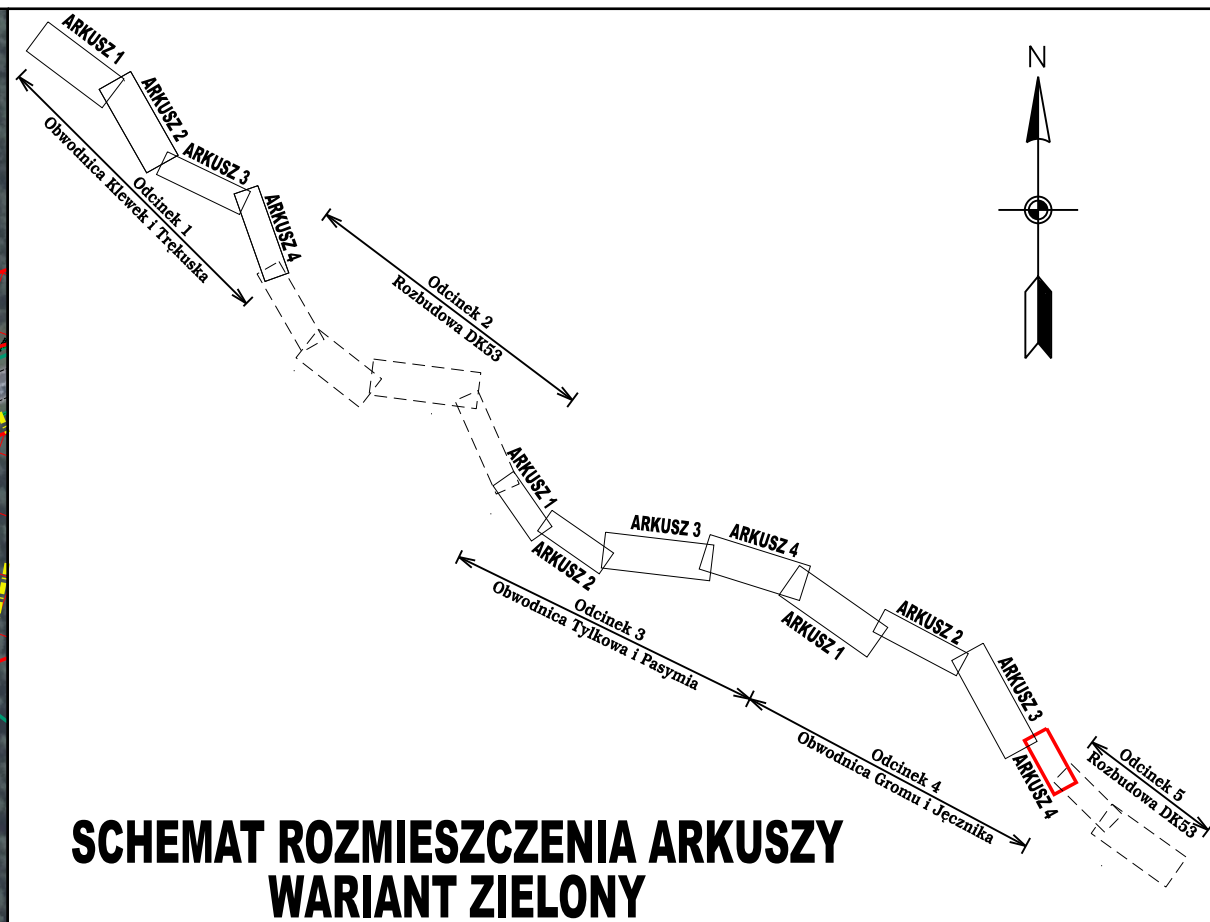 ARKUSZ 1
ARKUSZ 2
ARKUSZ 3
ARKUSZ 4
Odcinek 1
Obwodnica Klewek i Trękuska
Odcinek 2
Rozbudowa DK53
N
ARKUSZ 1
ARKUSZ 2
ARKUSZ 3
ARKUSZ 4
Odcinek 3
Obwodnica Tylkowa i Pasymia
ARKUSZ 1
ARKUSZ 2
ARKUSZ 3
ARKUSZ 4
Odcinek 4
Obwodnica Gromu i Jęcznika
Odcinek 5
Rozbudowa DK53
SCHEMAT ROZMIESZCZENIA ARKUSZY
WARIANT ZIELONY